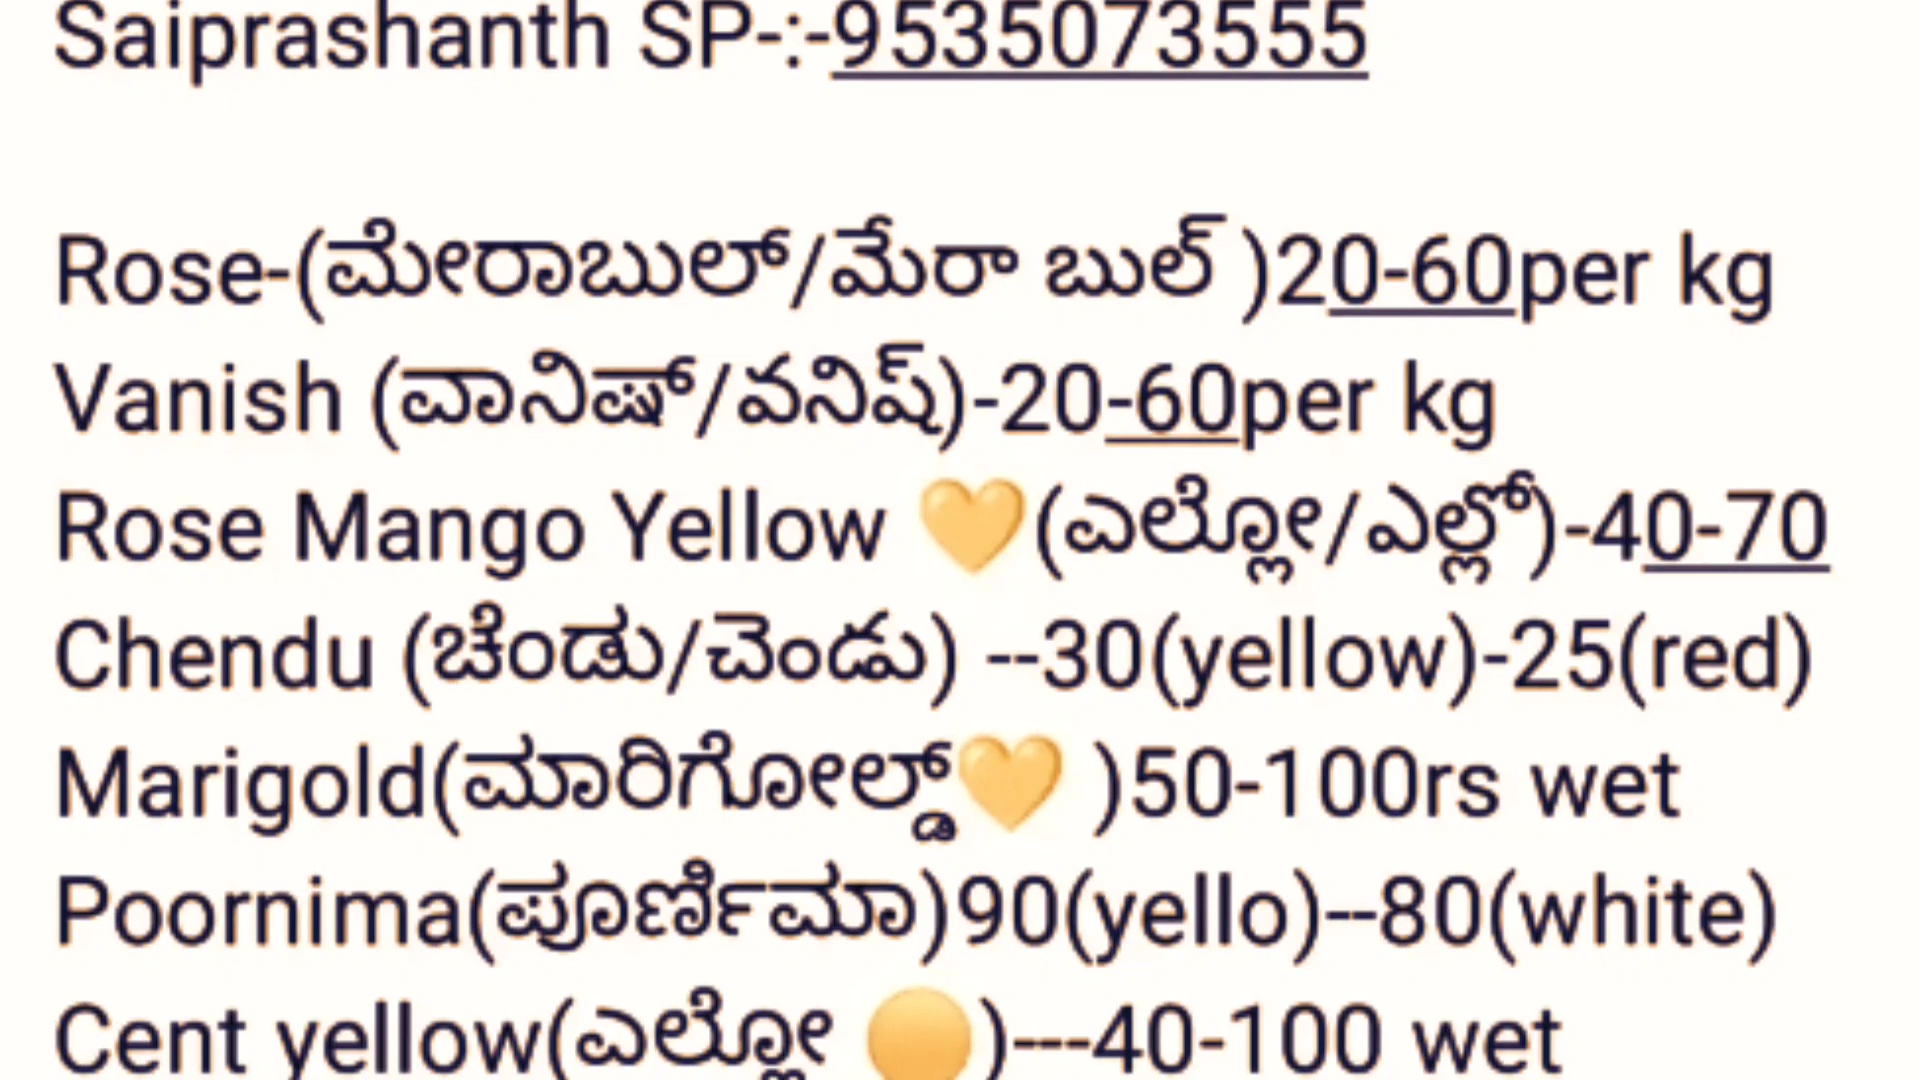 Saiprashanth SP-:-9535073555
Rose-(ಮೇರಾಬುಲ್/మేరా బుల్ )20-60per kg
Vanish (ವಾನಿಷ್/వనిష్)-20-60per kg
Rose Mango Yellow 💛(ಎಲ್ಲೋ/ఎల్లో)-40-70
Chendu (ಚೆಂಡು/చెండు) --30(yellow)-25(red)
Marigold(ಮಾರಿಗೋಲ್ಡ್💛 )50-100rs wet
Poornima(ಪೂರ್ಣಿಮಾ)90(yello)--80(white)
Cent yellow(ಎಲ್ಲೋ 🟡)---40-100 wet